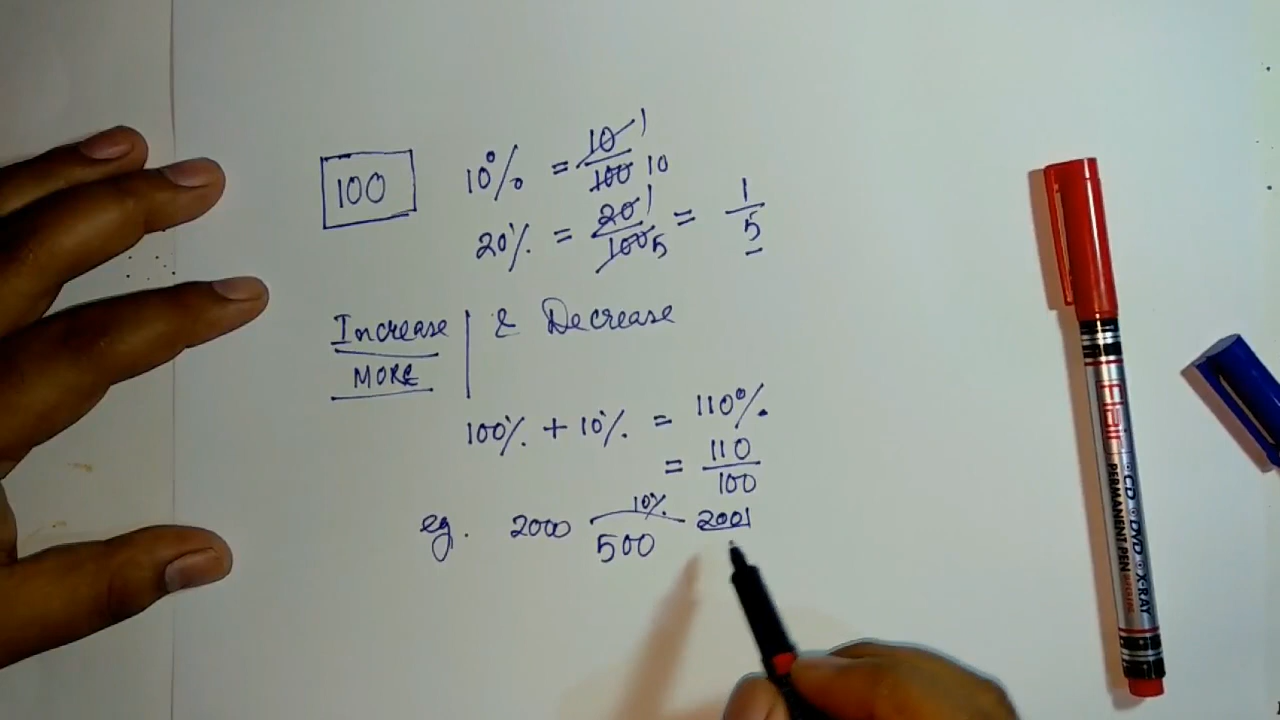 100
10% = 10/100 1 10
20% = 20/100 1 5 = 1/5
Increase | & Decrease
MORE
100% + 10% = 110%
= 110/100
eg. 2000 10% 2001
500
Flair
CD • DVD • X-RAY
PERMANENT PEN